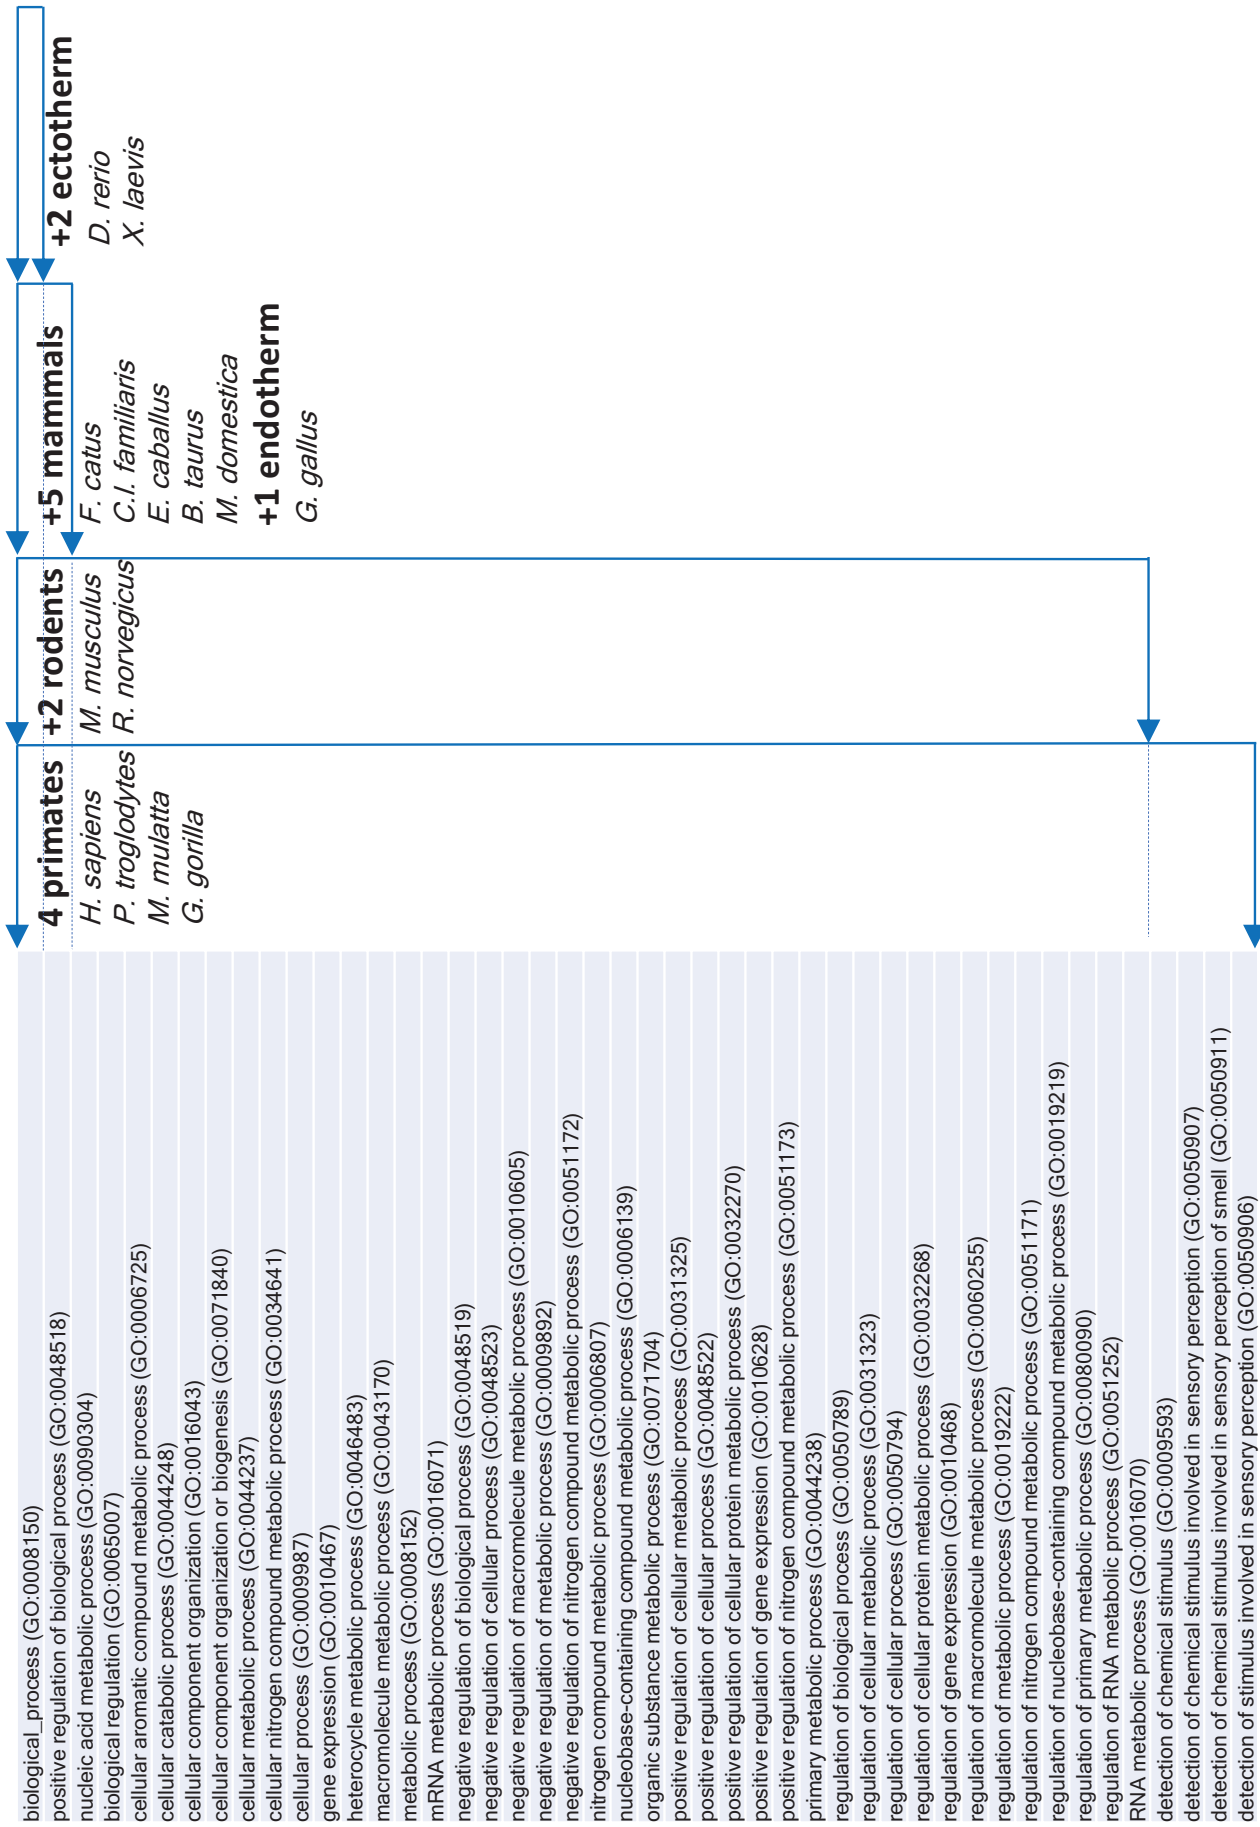 biological_process (GO:0008150)
positive regulation of biological process (GO:0048518)
nucleic acid metabolic process (GO:0090304)
biological regulation (GO:0065007)
cellular aromatic compound metabolic process (GO:0006725)
cellular catabolic process (GO:0044248)
cellular component organization (GO:0016043)
cellular component organization or biogenesis (GO:0071840)
cellular metabolic process (GO:0044237)
cellular nitrogen compound metabolic process (GO:0034641)
cellular process (GO:0009987)
gene expression (GO:0010467)
heterocycle metabolic process (GO:0046483)
macromolecule metabolic process (GO:0043170)
metabolic process (GO:0008152)
mRNA metabolic process (GO:0016071)
negative regulation of biological process (GO:0048519)
negative regulation of cellular process (GO:0048523)
negative regulation of macromolecule metabolic process (GO:0010605)
negative regulation of metabolic process (GO:0009892)
negative regulation of nitrogen compound metabolic process (GO:0051172)
nitrogen compound metabolic process (GO:0006807)
nucleobase-containing compound metabolic process (GO:0006139)
organic substance metabolic process (GO:0071704)
positive regulation of cellular metabolic process (GO:0031325)
positive regulation of cellular process (GO:0048522)
positive regulation of cellular protein metabolic process (GO:0032270)
positive regulation of gene expression (GO:0010628)
positive regulation of nitrogen compound metabolic process (GO:0051173)
primary metabolic process (GO:0044238)
regulation of biological process (GO:0050789)
regulation of cellular metabolic process (GO:0031323)
regulation of cellular process (GO:0050794)
regulation of cellular protein metabolic process (GO:0032268)
regulation of gene expression (GO:0010468)
regulation of macromolecule metabolic process (GO:0060255)
regulation of metabolic process (GO:0019222)
regulation of nitrogen compound metabolic process (GO:0051171)
regulation of nucleobase-containing compound metabolic process (GO:0019219)
regulation of primary metabolic process (GO:0080090)
regulation of RNA metabolic process (GO:0051252)
RNA metabolic process (GO:0016070)
detection of chemical stimulus (GO:0009593)
detection of chemical stimulus involved in sensory perception (GO:0050907)
detection of chemical stimulus involved in sensory perception of smell (GO:0050911)
detection of stimulus involved in sensory perception (GO:0050906)
4 primates
H. sapiens
P. troglodytes
M. mulatta
G. gorilla
+2 rodents
M. musculus
R. norvegicus
+5 mammals
F. catus
C.l. familiaris
E. caballus
B. taurus
M. domestica
+1 endotherm
G. gallus
+2 ectotherm
D. rerio
X. laevis